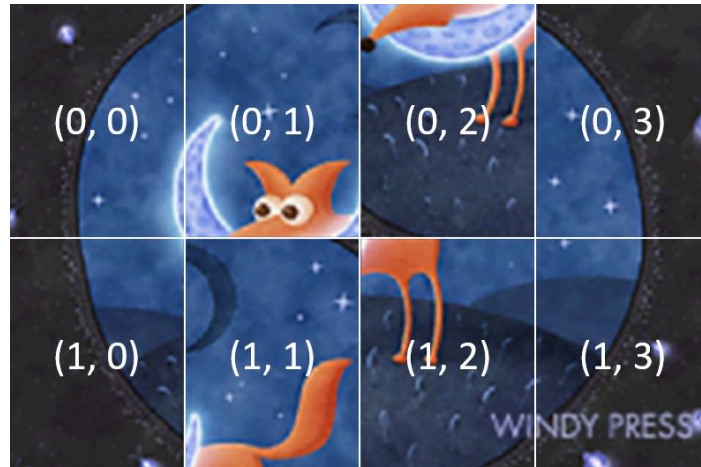 (0, 0) (0, 1) (0, 2) (0, 3)
(1, 0) (1, 1) (1, 2) (1, 3)
WINDY PRESS